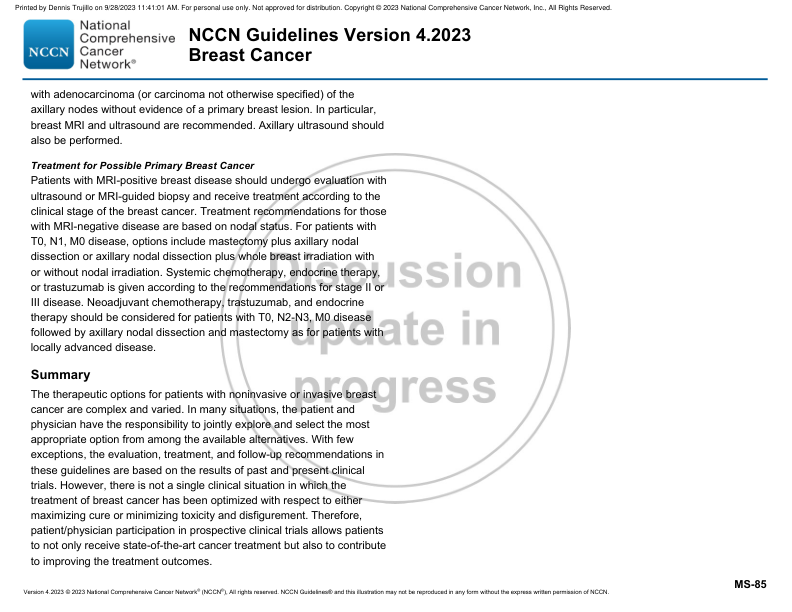 Printed by Dennis Trujillo on 9/28/2023 11:41:01 AM. For personal use only. Not approved for distribution. Copyright © 2023 National Comprehensive Cancer Network, Inc., All Rights Reserved.
NCCN
National
Comprehensive
Cancer
Network®
NCCN Guidelines Version 4.2023
Breast Cancer
with adenocarcinoma (or carcinoma not otherwise specified) of the
axillary nodes without evidence of a primary breast lesion. In particular,
breast MRI and ultrasound are recommended. Axillary ultrasound should
also be performed.
Treatment for Possible Primary Breast Cancer
Patients with MRI-positive breast disease should undergo evaluation with
ultrasound or MRI-guided biopsy and receive treatment according to the
clinical stage of the breast cancer. Treatment recommendations for those
with MRI-negative disease are based on nodal status. For patients with
T0, N1, M0 disease, options include mastectomy plus axillary nodal
dissection or axillary nodal dissection plus whole breast irradiation with
or without nodal irradiation. Systemic chemotherapy, endocrine therapy,
or trastuzumab is given according to the recommendations for stage II or
III disease. Neoadjuvant chemotherapy, trastuzumab, and endocrine
therapy should be considered for patients with T0, N2-N3, M0 disease
followed by axillary nodal dissection and mastectomy as for patients with
locally advanced disease.
Summary
The therapeutic options for patients with noninvasive or invasive breast
cancer are complex and varied. In many situations, the patient and
physician have the responsibility to jointly explore and select the most
appropriate option from among the available alternatives. With few
exceptions, the evaluation, treatment, and follow-up recommendations in
these guidelines are based on the results of past and present clinical
trials. However, there is not a single clinical situation in which the
treatment of breast cancer has been optimized with respect to either
maximizing cure or minimizing toxicity and disfigurement. Therefore,
patient/physician participation in prospective clinical trials allows patients
to not only receive state-of-the-art cancer treatment but also to contribute
to improving the treatment outcomes.
Discussion
update in
progress
MS-85
Version 4.2023 © 2023 National Comprehensive Cancer Network® (NCCN®), All rights reserved. NCCN Guidelines® and this illustration may not be reproduced in any form without the express written permission of NCCN.